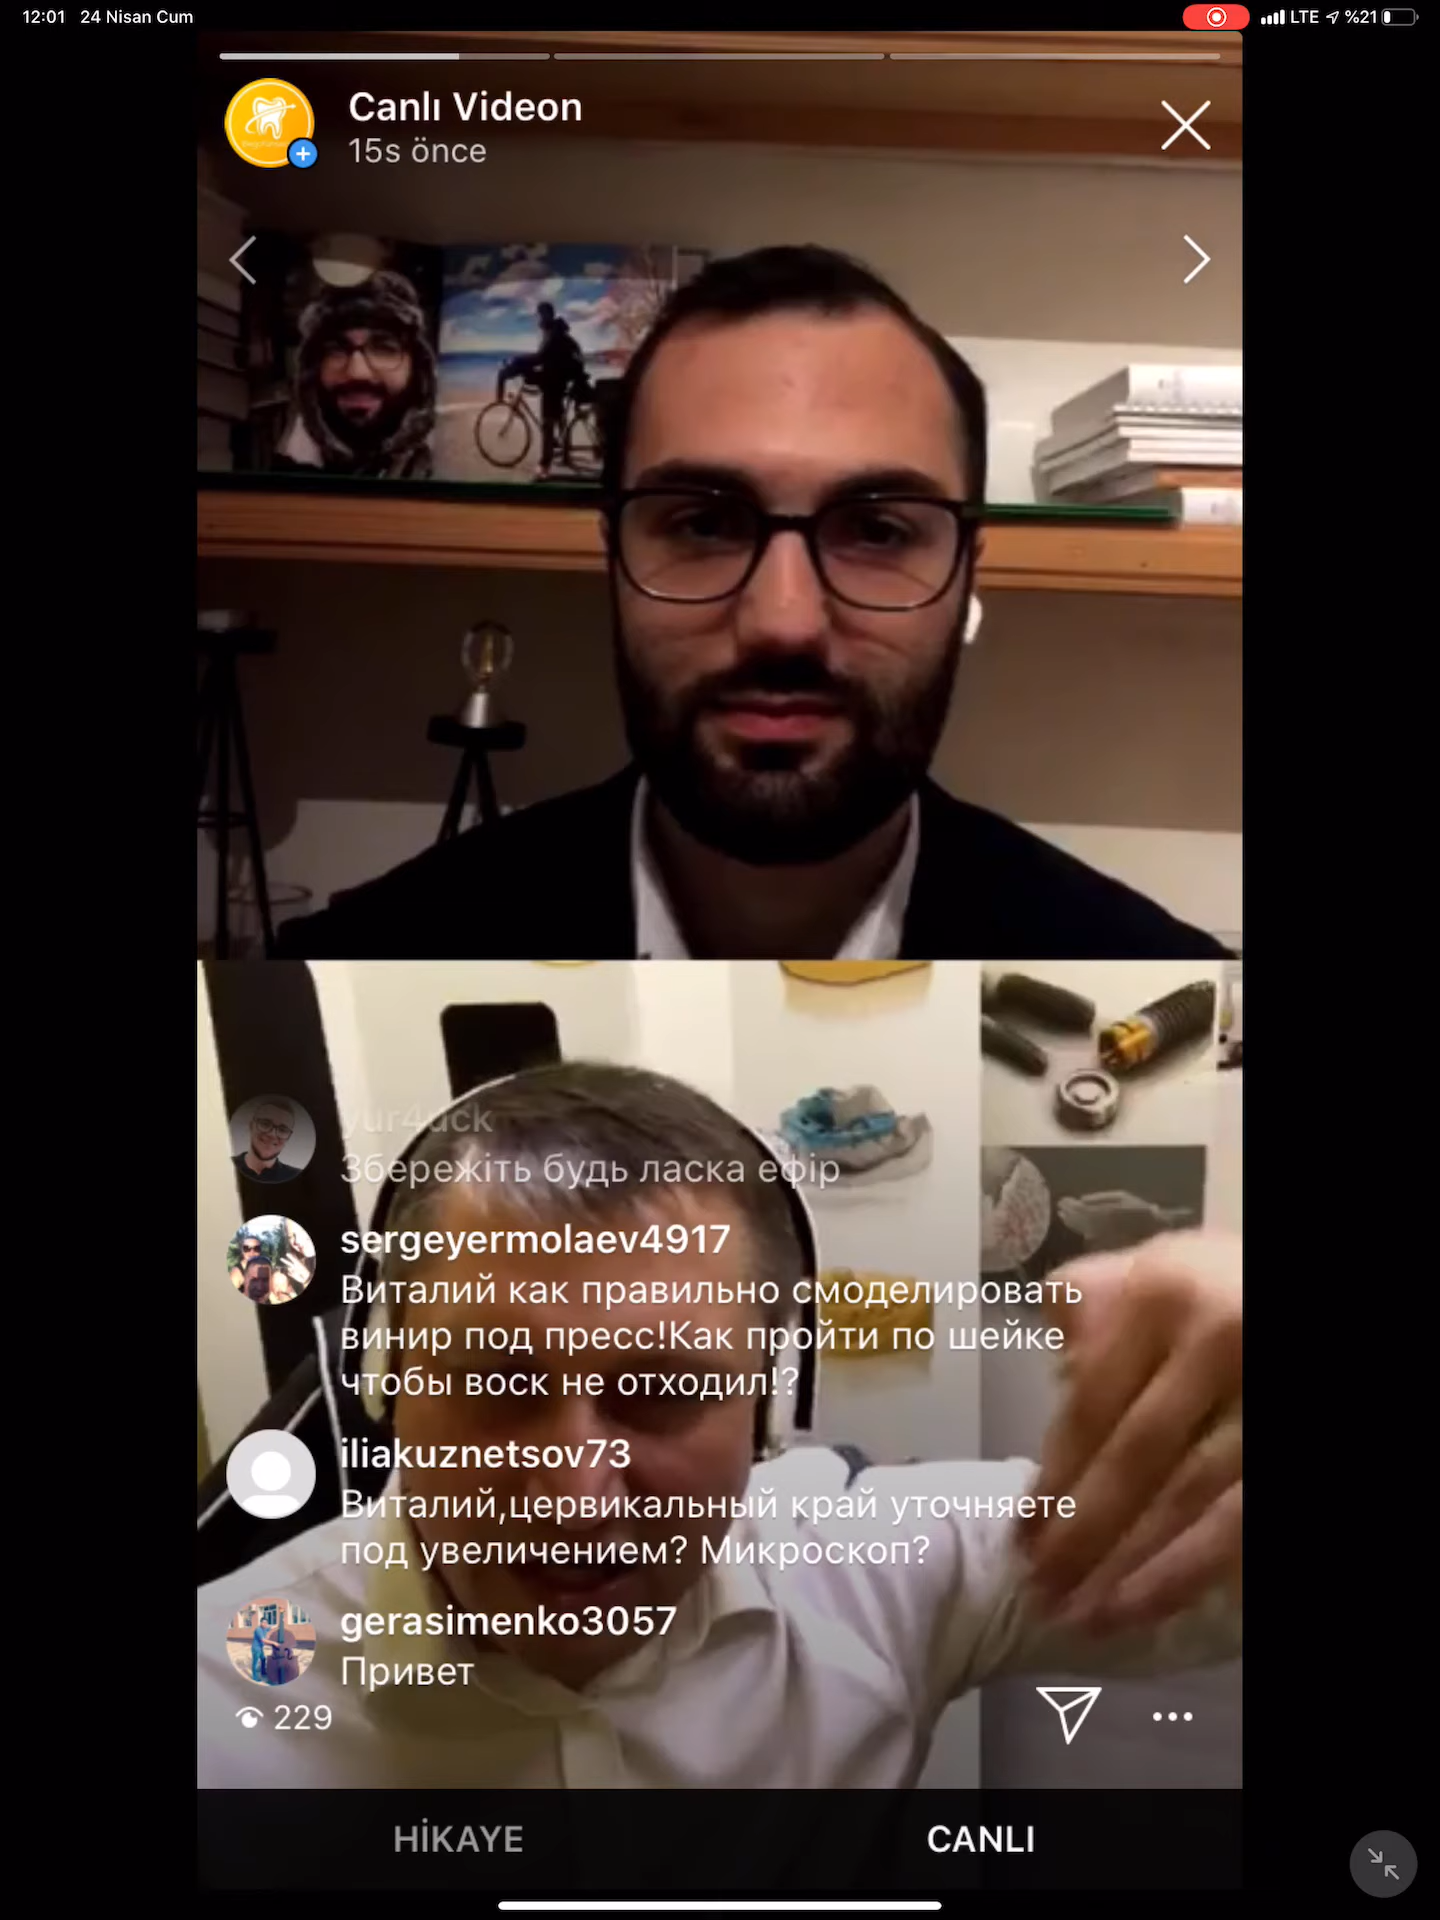 12:01 24 Nisan Cum
LTE %21
Canlı Videon
15s önce
yur4uck
Збережіть будь ласка ефір
sergeyermolaev4917
Виталий как правильно смоделировать
винир под пресс!Как пройти по шейке
чтобы воск не отходил!?
iliakuznetsov73
Виталий,цервикальный край уточняете
под увеличением? Микроскоп?
gerasimenko3057
Привет
229
HİKAYE
CANLI